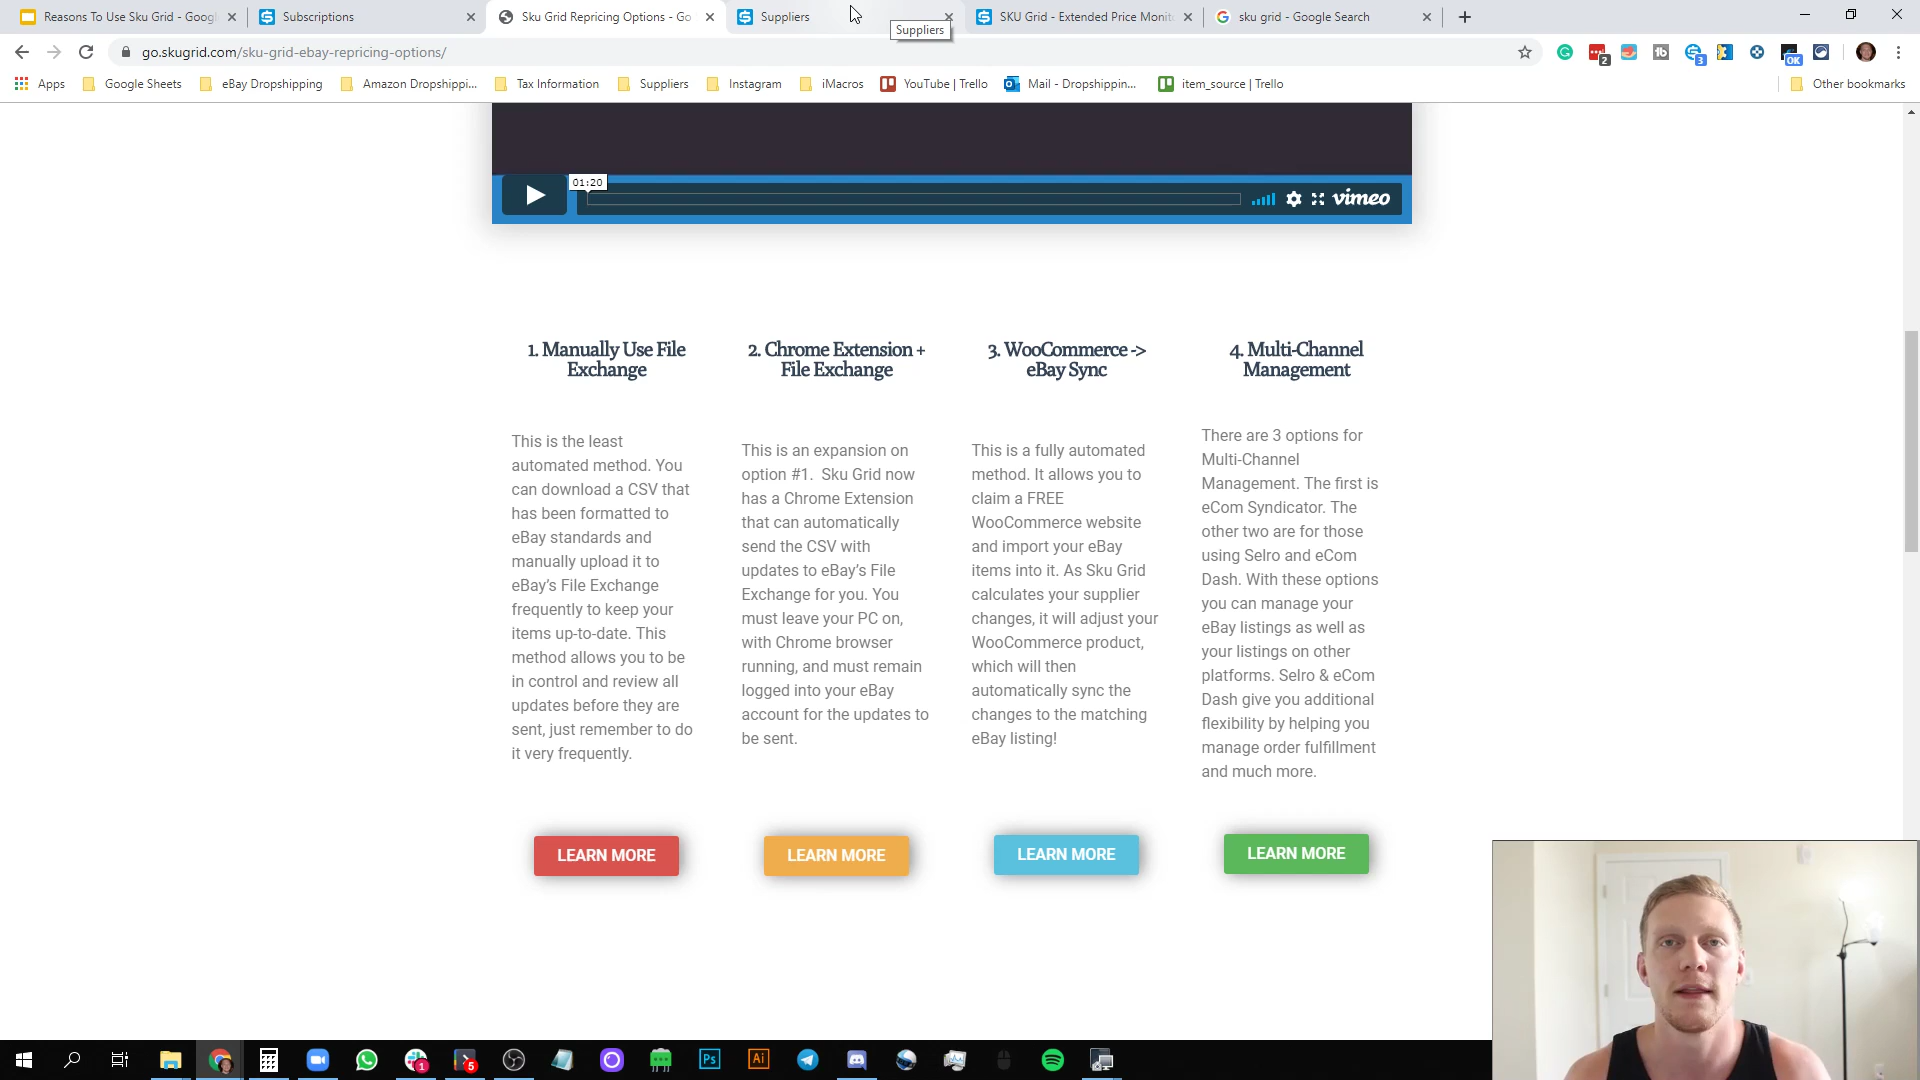 Reasons To Use Sku Grid - Googl
Subscriptions
Sku Grid Repricing Options - Go
Suppliers
SKU Grid - Extended Price Monit
sku grid - Google Search
Suppliers
go.skugrid.com/sku-grid-ebay-repricing-options/
2
3
OK
Apps
Google Sheets
eBay Dropshipping
Amazon Dropshippi...
Tax Information
Suppliers
Instagram
iMacros
YouTube | Trello
Mail - Dropshippin...
item_source | Trello
Other bookmarks
01:20
vimeo
1. Manually Use File
Exchange
This is the least
automated method. You
can download a CSV that
has been formatted to
eBay standards and
manually upload it to
eBay's File Exchange
frequently to keep your
items up-to-date. This
method allows you to be
in control and review all
updates before they are
sent, just remember to do
it very frequently.
LEARN MORE
2. Chrome Extension +
File Exchange
This is an expansion on
option #1. Sku Grid now
has a Chrome Extension
that can automatically
send the CSV with
updates to eBay's File
Exchange for you. You
must leave your PC on,
with Chrome browser
running, and must remain
logged into your eBay
account for the updates to
be sent.
LEARN MORE
3. WooCommerce ->
eBay Sync
This is a fully automated
method. It allows you to
claim a FREE
WooCommerce website
and import your eBay
items into it. As Sku Grid
calculates your supplier
changes, it will adjust your
WooCommerce product,
which will then
automatically sync the
changes to the matching
eBay listing!
LEARN MORE
4. Multi-Channel
Management
There are 3 options for
Multi-Channel
Management. The first is
eCom Syndicator. The
other two are for those
using Selro and eCom
Dash. With these options
you can manage your
eBay listings as well as
your listings on other
platforms. Selro & eCom
Dash give you additional
flexibility by helping you
manage order fulfillment
and much more.
LEARN MORE
1
5
Ps
Ai